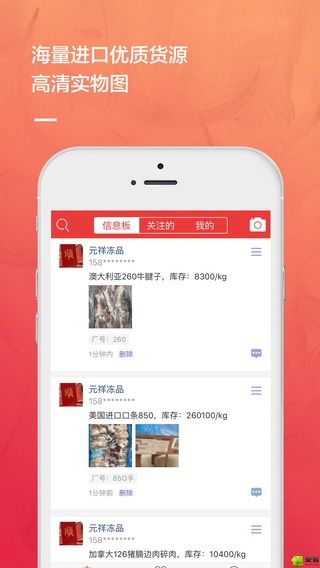 海量进口优质货源
高清实物图
信息板
关注的
我的
元祥冻品
158********
澳大利亚260牛腱子，库存：8300/kg
厂号：260
1分钟内 删除
元祥冻品
158********
美国进口口条850，库存：260100/kg
厂号：85O手
1分钟前 删除
元祥冻品
158********
加拿大126猪腩边肉碎肉，库存：